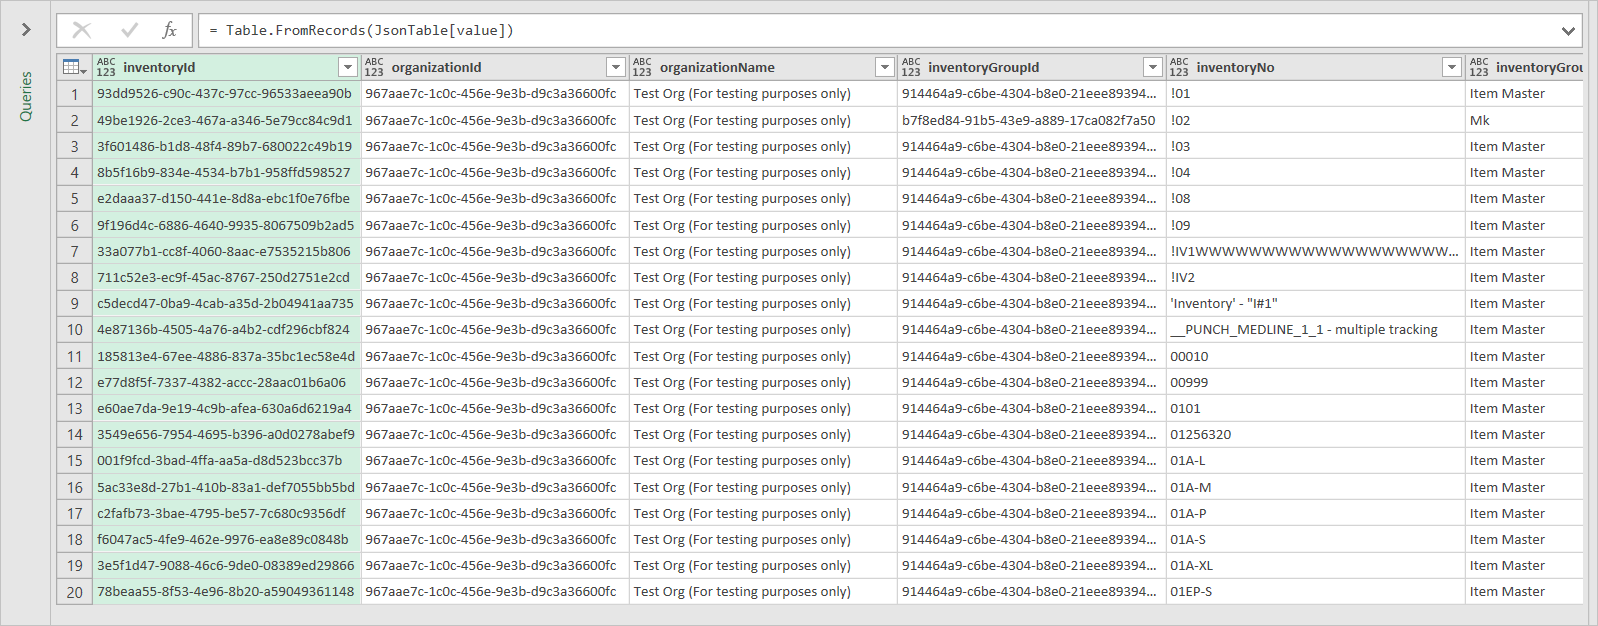 fx = Table.FromRecords(JsonTable[value])
Queries
ABC 123 inventoryId ABC 123 organizationId ABC 123 organizationName ABC 123 inventoryGroupId ABC 123 inventoryNo ABC 123 inventoryGrou
1 93dd9526-c90c-437c-97cc-96533aeea90b 967aae7c-1c0c-456e-9e3b-d9c3a36600fc Test Org (For testing purposes only) 914464a9-c6be-4304-b8e0-21eee89394... !01 Item Master
2 49be1926-2ce3-467a-a346-5e79cc84c9d1 967aae7c-1c0c-456e-9e3b-d9c3a36600fc Test Org (For testing purposes only) b7f8ed84-91b5-43e9-a889-17ca082f7a50 !02 Mk
3 3f601486-b1d8-48f4-89b7-680022c49b19 967aae7c-1c0c-456e-9e3b-d9c3a36600fc Test Org (For testing purposes only) 914464a9-c6be-4304-b8e0-21eee89394... !03 Item Master
4 8b5f16b9-834e-4534-b7b1-958ffd598527 967aae7c-1c0c-456e-9e3b-d9c3a36600fc Test Org (For testing purposes only) 914464a9-c6be-4304-b8e0-21eee89394... !04 Item Master
5 e2daaa37-d150-441e-8d8a-ebc1f0e76fbe 967aae7c-1c0c-456e-9e3b-d9c3a36600fc Test Org (For testing purposes only) 914464a9-c6be-4304-b8e0-21eee89394... !08 Item Master
6 9f196d4c-6886-4640-9935-8067509b2ad5 967aae7c-1c0c-456e-9e3b-d9c3a36600fc Test Org (For testing purposes only) 914464a9-c6be-4304-b8e0-21eee89394... !09 Item Master
7 33a077b1-cc8f-4060-8aac-e7535215b806 967aae7c-1c0c-456e-9e3b-d9c3a36600fc Test Org (For testing purposes only) 914464a9-c6be-4304-b8e0-21eee89394... !IV1WWWWWWWWWWWWWWWWWWW... Item Master
8 711c52e3-ec9f-45ac-8767-250d2751e2cd 967aae7c-1c0c-456e-9e3b-d9c3a36600fc Test Org (For testing purposes only) 914464a9-c6be-4304-b8e0-21eee89394... !IV2 Item Master
9 c5decd47-0ba9-4cab-a35d-2b04941aa735 967aae7c-1c0c-456e-9e3b-d9c3a36600fc Test Org (For testing purposes only) 914464a9-c6be-4304-b8e0-21eee89394... 'Inventory' - "I#1" Item Master
10 4e87136b-4505-4a76-a4b2-cdf296cbf824 967aae7c-1c0c-456e-9e3b-d9c3a36600fc Test Org (For testing purposes only) 914464a9-c6be-4304-b8e0-21eee89394... __PUNCH_MEDLINE_1_1 - multiple tracking Item Master
11 185813e4-67ee-4886-837a-35bc1ec58e4d 967aae7c-1c0c-456e-9e3b-d9c3a36600fc Test Org (For testing purposes only) 914464a9-c6be-4304-b8e0-21eee89394... 00010 Item Master
12 e77d8f5f-7337-4382-accc-28aac01b6a06 967aae7c-1c0c-456e-9e3b-d9c3a36600fc Test Org (For testing purposes only) 914464a9-c6be-4304-b8e0-21eee89394... 00999 Item Master
13 e60ae7da-9e19-4c9b-afea-630a6d6219a4 967aae7c-1c0c-456e-9e3b-d9c3a36600fc Test Org (For testing purposes only) 914464a9-c6be-4304-b8e0-21eee89394... 0101 Item Master
14 3549e656-7954-4695-b396-a0d0278abef9 967aae7c-1c0c-456e-9e3b-d9c3a36600fc Test Org (For testing purposes only) 914464a9-c6be-4304-b8e0-21eee89394... 01256320 Item Master
15 001f9fcd-3bad-4ffa-aa5a-d8d523bcc37b 967aae7c-1c0c-456e-9e3b-d9c3a36600fc Test Org (For testing purposes only) 914464a9-c6be-4304-b8e0-21eee89394... 01A-L Item Master
16 5ac33e8d-27b1-410b-83a1-def7055bb5bd 967aae7c-1c0c-456e-9e3b-d9c3a36600fc Test Org (For testing purposes only) 914464a9-c6be-4304-b8e0-21eee89394... 01A-M Item Master
17 c2fafb73-3bae-4795-be57-7c680c9356df 967aae7c-1c0c-456e-9e3b-d9c3a36600fc Test Org (For testing purposes only) 914464a9-c6be-4304-b8e0-21eee89394... 01A-P Item Master
18 f6047ac5-4fe9-462e-9976-ea8e89c0848b 967aae7c-1c0c-456e-9e3b-d9c3a36600fc Test Org (For testing purposes only) 914464a9-c6be-4304-b8e0-21eee89394... 01A-S Item Master
19 3e5f1d47-9088-46c6-9de0-08389ed29866 967aae7c-1c0c-456e-9e3b-d9c3a36600fc Test Org (For testing purposes only) 914464a9-c6be-4304-b8e0-21eee89394... 01A-XL Item Master
20 78beaa55-8f53-4e96-8b20-a59049361148 967aae7c-1c0c-456e-9e3b-d9c3a36600fc Test Org (For testing purposes only) 914464a9-c6be-4304-b8e0-21eee89394... 01EP-S Item Master